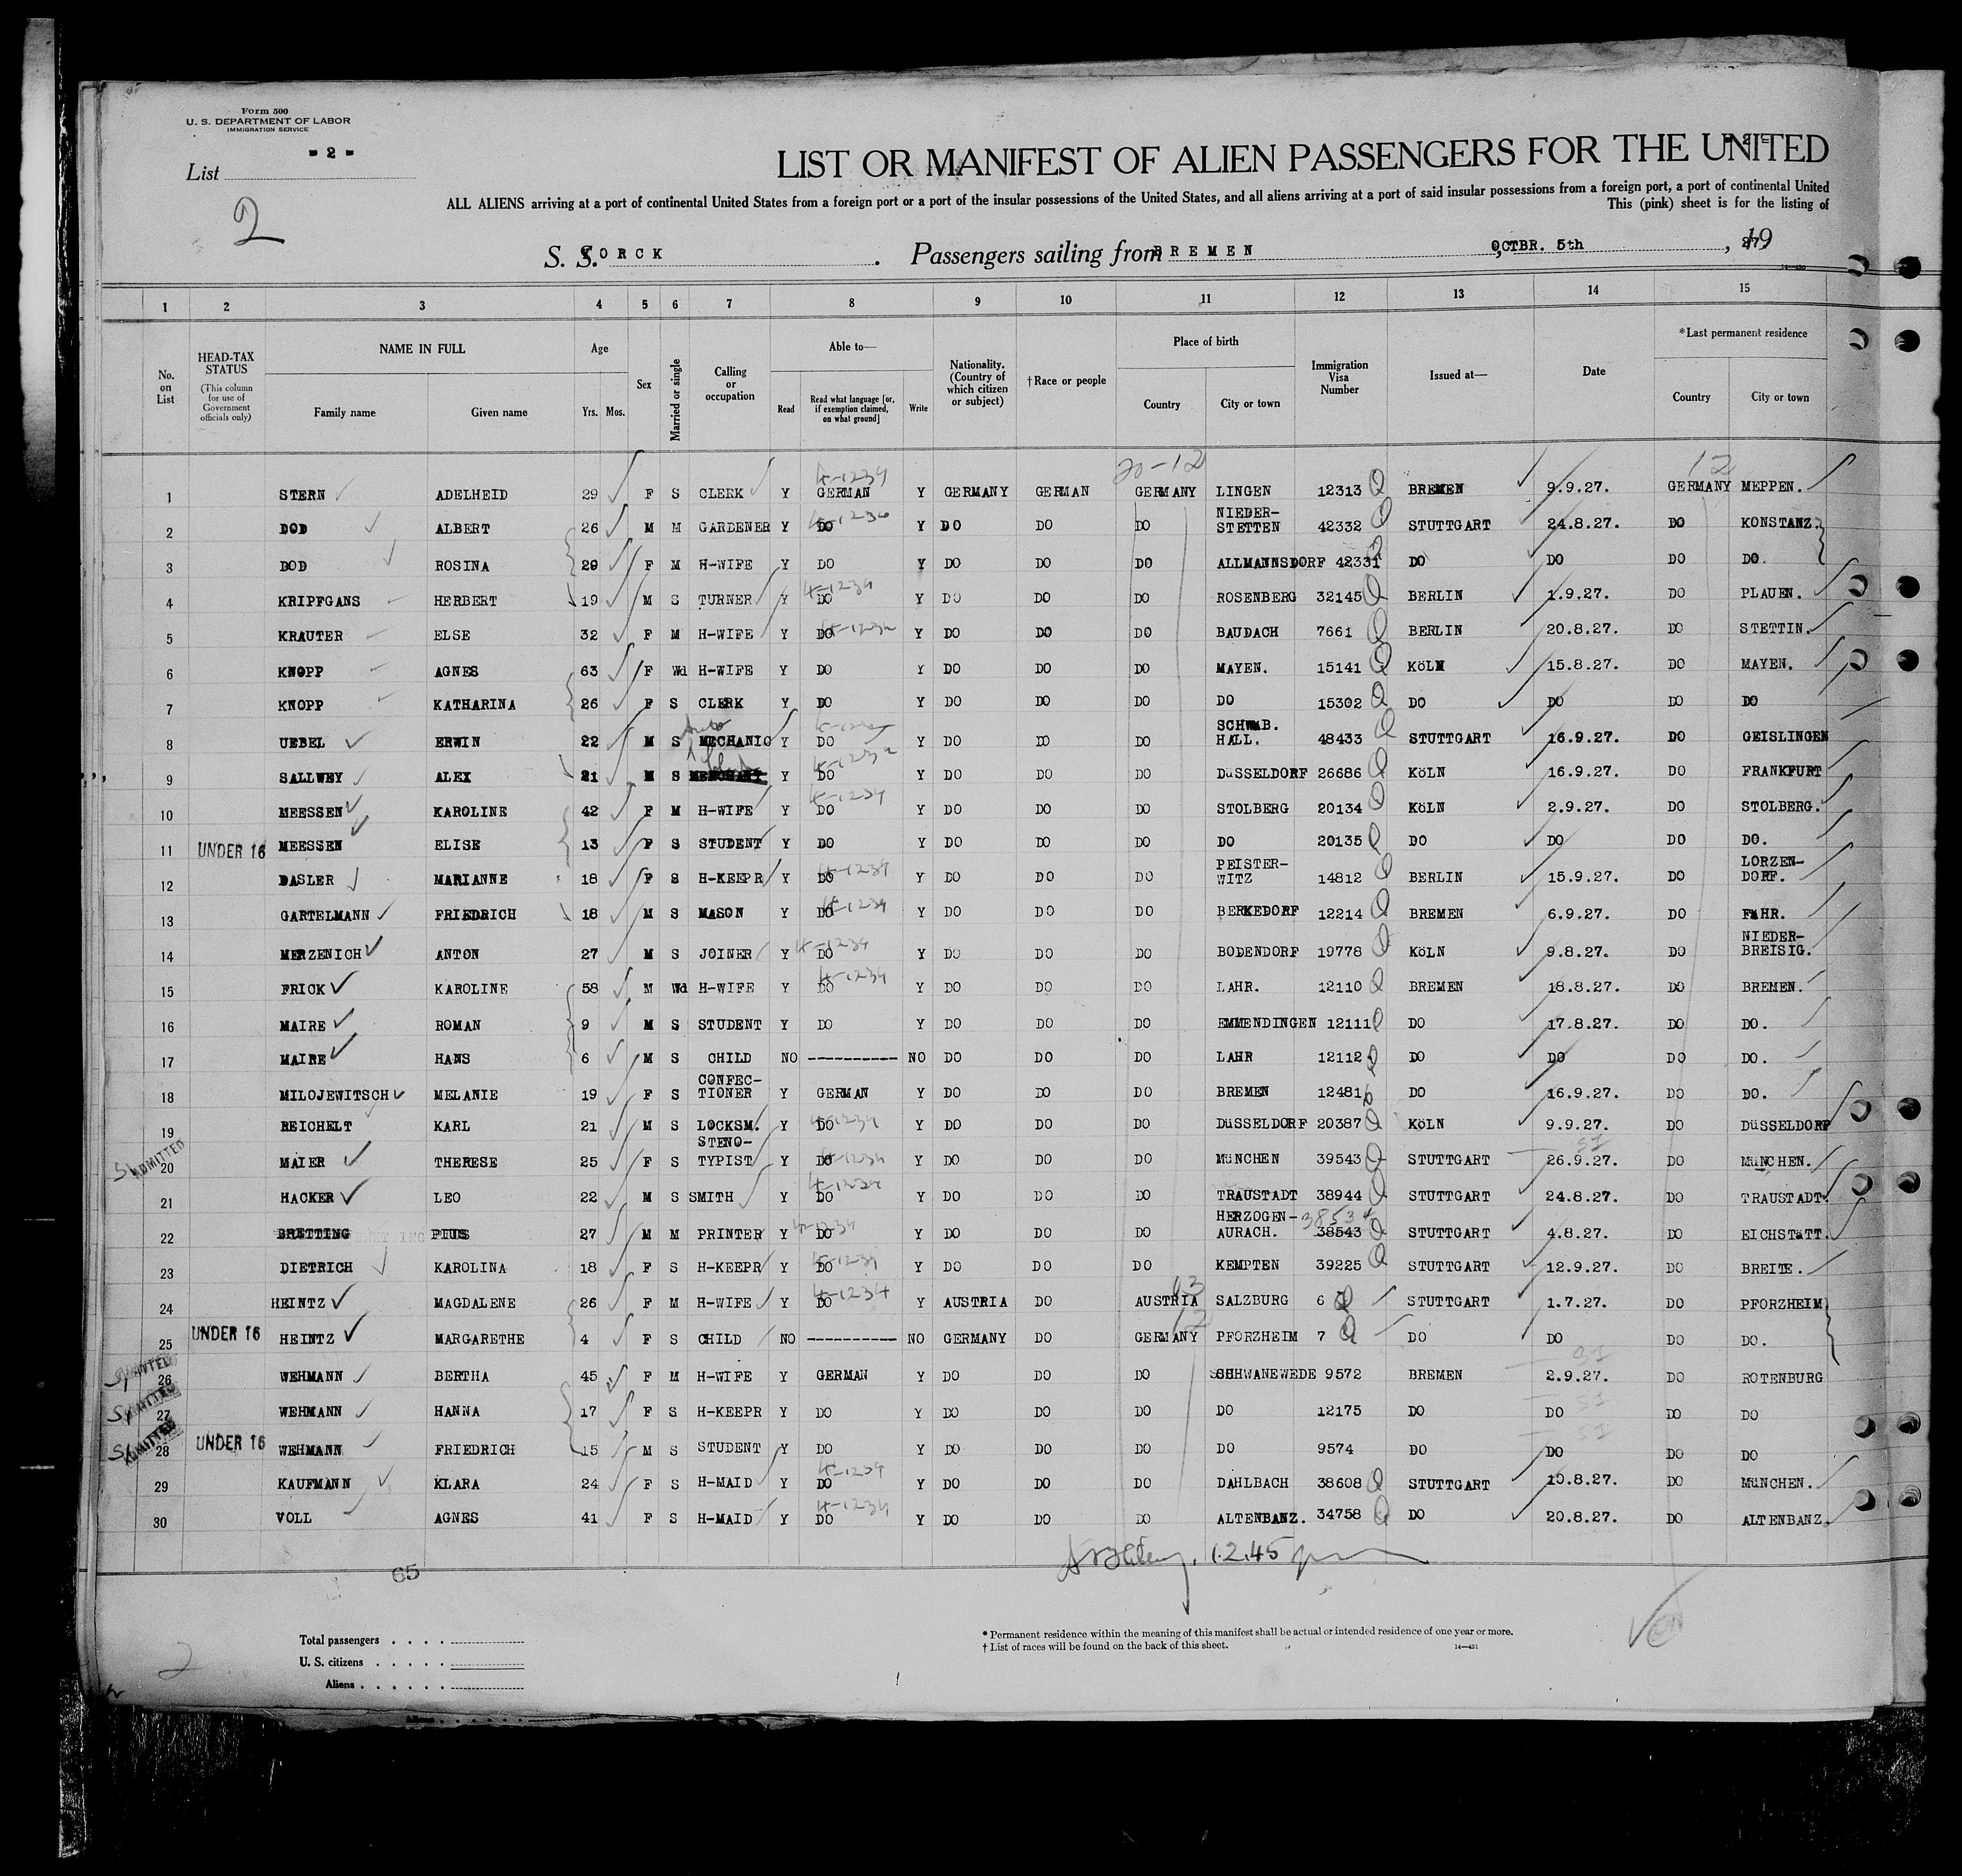 Form 500
U. S. DEPARTMENT OF LABOR
IMMIGRATION SERVICE
List - 2 -
2
LIST OR MANIFEST OF ALIEN PASSENGERS FOR THE UNITED
ALL ALIENS arriving at a port of continental United States from a foreign port or a port of the insular possessions of the United States, and all aliens arriving at a port of said insular possessions from a foreign port, a port of continental United
This (pink) sheet is for the listing of
S. S. YORCK . Passengers sailing from BREMEN , OCTBR. 5th , 1927
1 2 3 4 5 6 7 8 9 10 11 12 13 14 15
No. on List
HEAD-TAX STATUS (This column for use of Government officials only)
NAME IN FULL Family name Given name
Age Yrs. Mos.
Sex
Married or single
Calling or occupation
Able to— Read Read what language [or, if exemption claimed, on what ground] Write
Nationality. (Country of which citizen or subject)
†Race or people
Place of birth Country City or town
Immigration Visa Number
Issued at—
Date
*Last permanent residence Country City or town
4-1234 20-12 12
1 STERN ADELHEID 29 F S CLERK Y GERMAN Y GERMANY GERMAN GERMANY LINGEN 12313 BREMEN 9.9.27. GERMANY MEPPEN.
2 DOD ALBERT 26 M M GARDENER Y DO Y DO DO DO NIEDER-STETTEN 42332 STUTTGART 24.8.27. DO KONSTANZ
3 DOD ROSINA 29 F M H-WIFE Y DO Y DO DO DO ALLMANNSDORF 42331 DO DO DO DO.
4 KRIPFGANS HERBERT 19 M S TURNER Y DO Y DO DO DO ROSENBERG 32145 BERLIN 1.9.27. DO PLAUEN.
5 KRAUTER ELSE 32 F M H-WIFE Y DO Y DO DO DO BAUDACH 7661 BERLIN 20.8.27. DO STETTIN.
6 KNOPP AGNES 63 F Wd H-WIFE Y DO Y DO DO DO MAYEN. 15141 KöLN 15.8.27. DO MAYEN.
7 KNOPP KATHARINA 26 F S CLERK Y DO Y DO DO DO DO 15302 DO DO DO DO
8 UEBEL ERWIN 22 M S Auto MECHANIC Y DO Y DO DO DO SCHWAB. HALL. 48433 STUTTGART 16.9.27. DO GEISLINGEN
9 SALLWEY ALEX 21 M S MERCHANT Y DO Y DO DO DO DüSSELDORF 26686 KöLN 16.9.27. DO FRANKFURT
10 MEESSEN KAROLINE 42 F M H-WIFE Y DO Y DO DO DO STOLBERG 20134 KöLN 2.9.27. DO STOLBERG.
11 UNDER 16 MEESSEN ELISE 13 F S STUDENT Y DO Y DO DO DO DO 20135 DO DO DO DO.
12 DASLER MARIANNE 18 F S H-KEEPR Y DO Y DO DO DO PEISTER-WITZ 14812 BERLIN 15.9.27. DO LORZEN-DORF.
13 GARTELMANN FRIEDRICH 18 M S MASON Y DO Y DO DO DO BERKEDORF 12214 BREMEN 6.9.27. DO FäHR.
14 MERZENICH ANTON 27 M S JOINER Y DO Y DO DO DO BODENDORF 19778 KöLN 9.8.27. DO NIEDER-BREISIG.
15 FRICK KAROLINE 58 M Wd H-WIFE Y DO Y DO DO DO LAHR. 12110 BREMEN 18.8.27. DO BREMEN.
16 MAIRE ROMAN 9 M S STUDENT Y DO Y DO DO DO EMMENDINGEN 12111 DO 17.8.27. DO DO.
17 MAIRE HANS 6 M S CHILD NO ---------- NO DO DO DO LAHR 12112 DO DO DO DO.
18 MILOJEWITSCH MELANIE 19 F S CONFEC-TIONER Y GERMAN Y DO DO DO BREMEN 12481 DO 16.9.27. DO DO.
19 REICHELT KARL 21 M S LOCKSM. Y DO Y DO DO DO DüSSELDORF 20387 KöLN 9.9.27. DO DüSSELDORF
20 ADMITTED MAIER THERESE 25 F S STENO-TYPIST Y DO Y DO DO DO MüNCHEN 39543 STUTTGART 26.9.27. DO MüNCHEN.
21 HACKER LEO 22 M S SMITH Y DO Y DO DO DO TRAUSTADT 38944 STUTTGART 24.8.27. DO TRAUSTADT.
22 BRETTING PIUS 27 M M PRINTER Y DO Y DO DO DO HERZOGEN-AURACH. 38543 38534 STUTTGART 4.8.27. DO EICHSTäTT.
23 DIETRICH KAROLINA 18 F S H-KEEPR Y DO Y DO DO DO KEMPTEN 39225 STUTTGART 12.9.27. DO BREITE.
24 HEINTZ MAGDALENE 26 F M H-WIFE Y DO Y AUSTRIA DO AUSTRIA SALZBURG 6 STUTTGART 1.7.27. DO PFORZHEIM
25 UNDER 16 HEINTZ MARGARETHE 4 F S CHILD NO ---------- NO GERMANY DO GERMANY PFORZHEIM 7 DO DO DO DO.
26 ADMITTED WEHMANN BERTHA 45 F M H-WIFE Y GERMAN Y DO DO DO SCHWANEWEDE 9572 BREMEN 2.9.27. DO ROTENBURG
27 ADMITTED WEHMANN HANNA 17 F S H-KEEPR Y DO Y DO DO DO DO 12175 DO DO DO DO
28 ADMITTED UNDER 16 WEHMANN FRIEDRICH 15 M S STUDENT Y DO Y DO DO DO DO 9574 DO DO DO DO
29 KAUFMANN KLARA 24 F S H-MAID Y DO Y DO DO DO DAHLBACH 38608 STUTTGART 10.8.27. DO MüNCHEN.
30 VOLL AGNES 41 F S H-MAID Y DO Y DO DO DO ALTENBANZ. 34758 DO 20.8.27. DO ALTENBANZ.
12.45
65
Total passengers
U. S. citizens
Aliens
* Permanent residence within the meaning of this manifest shall be actual or intended residence of one year or more.
† List of races will be found on the back of this sheet.
14—431
2